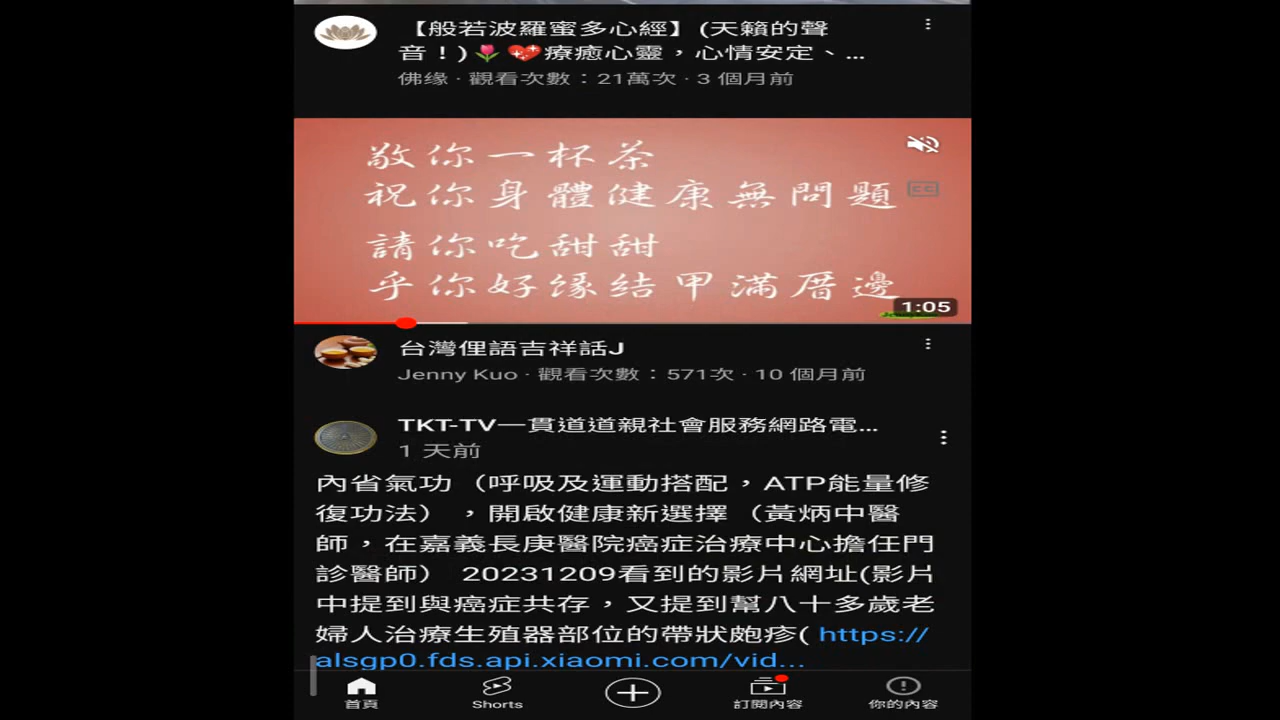 【般若波羅蜜多心經】 (天籟的聲
音！)🌷💖療癒心靈，心情安定、...
佛缘 · 觀看次數：21萬次 · 3 個月前
敬你一杯茶
祝你身體健康無問題
CC
請你吃甜甜
乎你好緣結甲滿厝邊
1:05
台灣俚語吉祥話J
Jenny Kuo · 觀看次數：571次 · 10 個月前
TKT-TV一貫道道親社會服務網路電...
1 天前
內省氣功 （呼吸及運動搭配，ATP能量修
復功法），開啟健康新選擇 （黃炳中醫
師，在嘉義長庚醫院癌症治療中心擔任門
診醫師） 20231209看到的影片網址(影片
中提到與癌症共存，又提到幫八十多歲老
婦人治療生殖器部位的帶狀皰疹( https://
alsgp0.fds.api.xiaomi.com/vid...
首頁
Shorts
訂閱內容
你的內容